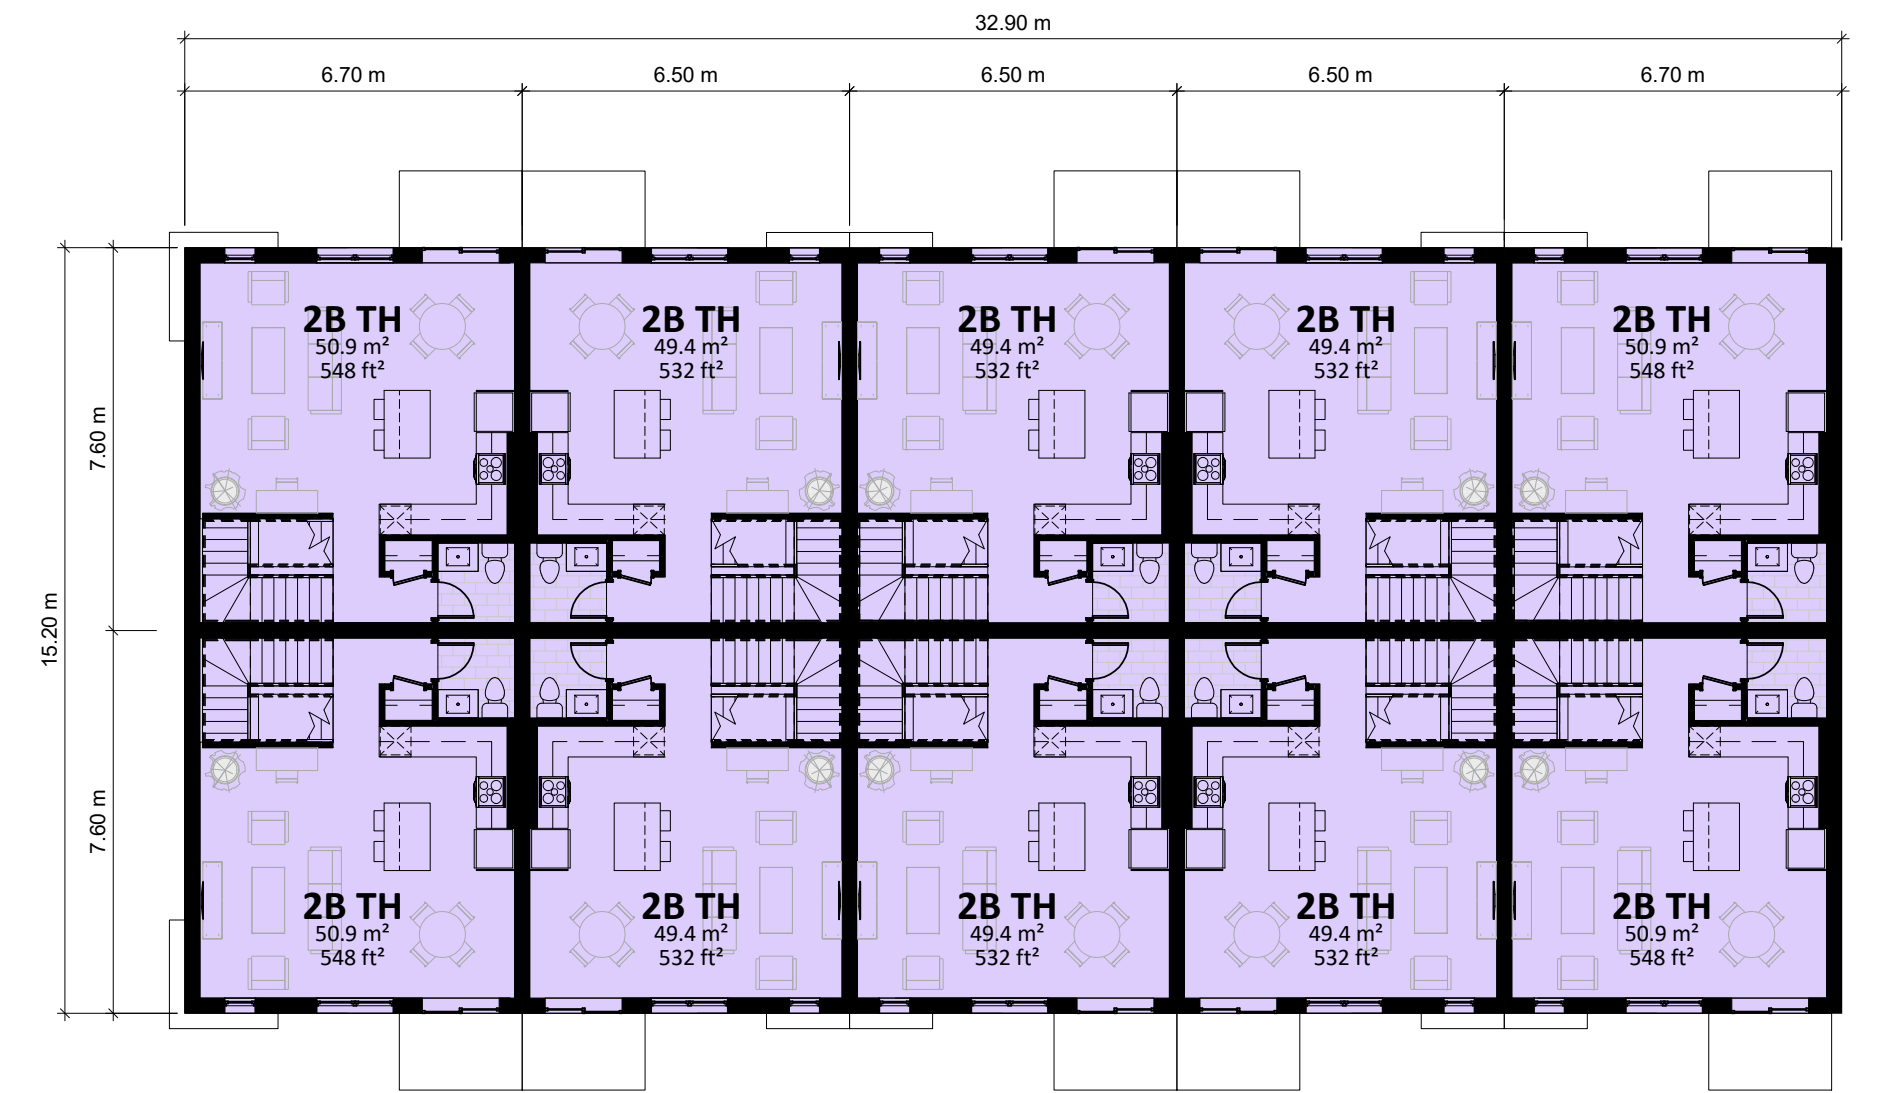 32.90 m
6.70 m
6.50 m
6.50 m
6.50 m
6.70 m
2B TH
50.9 m²
548 ft²
2B TH
49.4 m²
532 ft²
2B TH
49.4 m²
532 ft²
2B TH
49.4 m²
532 ft²
2B TH
50.9 m²
548 ft²
7.60 m
15.20 m
7.60 m
2B TH
50.9 m²
548 ft²
2B TH
49.4 m²
532 ft²
2B TH
49.4 m²
532 ft²
2B TH
49.4 m²
532 ft²
2B TH
50.9 m²
548 ft²